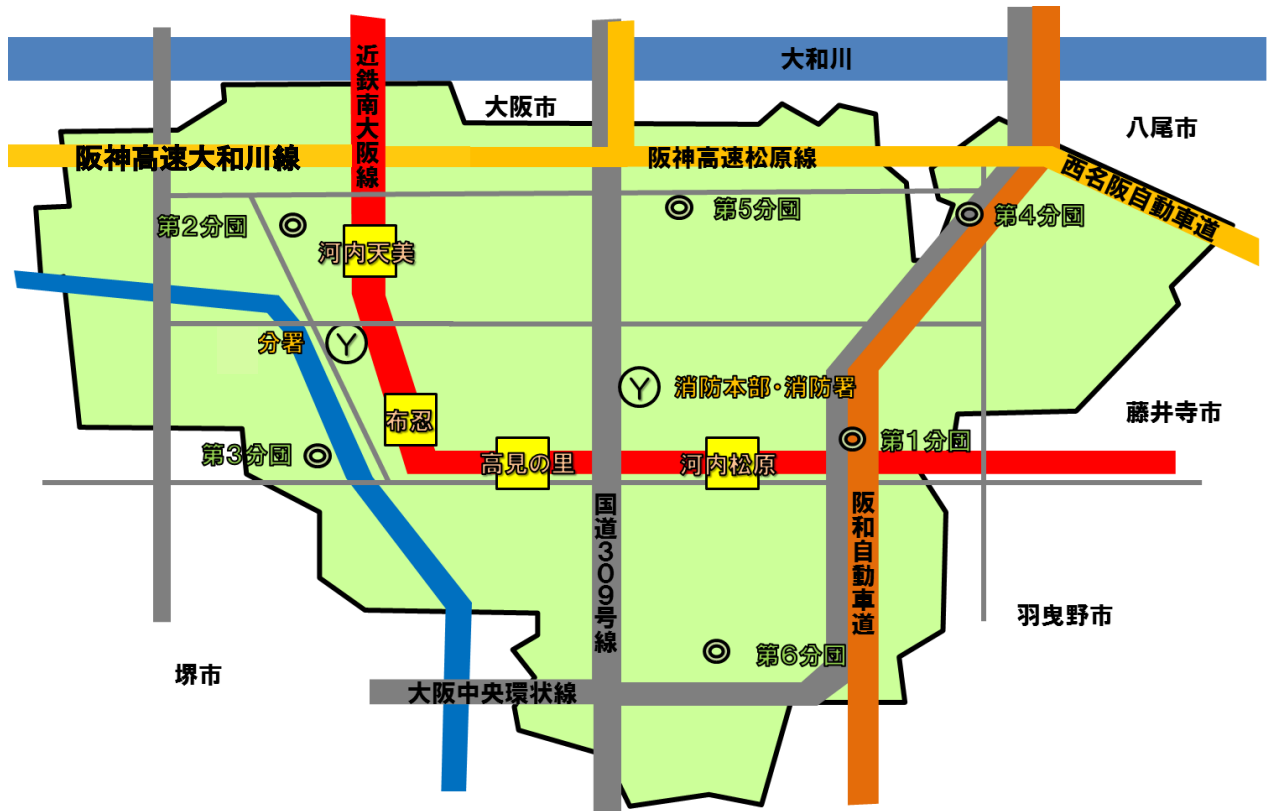 大和川
近鉄南大阪線
大阪市
八尾市
阪神高速大和川線
阪神高速松原線
西名阪自動車道
第2分団
第5分団
第4分団
河内天美
分署
消防本部・消防署
布忍
藤井寺市
第3分団
高見の里
河内松原
第1分団
国道309号線
阪和自動車道
羽曳野市
第6分団
堺市
大阪中央環状線